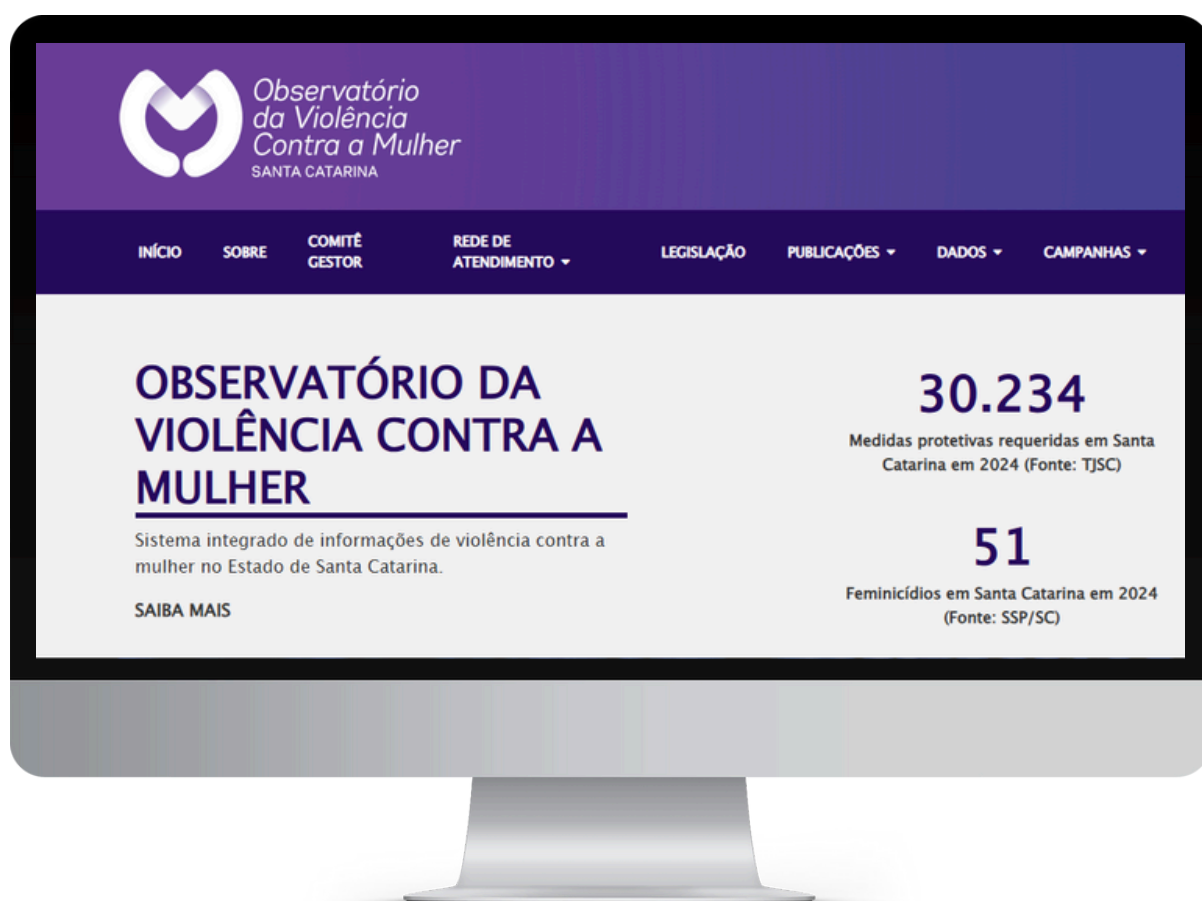 Observatório
da Violência
Contra a Mulher
SANTA CATARINA
INÍCIO SOBRE COMITÊ GESTOR REDE DE ATENDIMENTO LEGISLAÇÃO PUBLICAÇÕES DADOS CAMPANHAS
OBSERVATÓRIO DA
VIOLÊNCIA CONTRA A
MULHER
Sistema integrado de informações de violência contra a
mulher no Estado de Santa Catarina.
SAIBA MAIS
30.234
Medidas protetivas requeridas em Santa
Catarina em 2024 (Fonte: TJSC)
51
Feminicídios em Santa Catarina em 2024
(Fonte: SSP/SC)